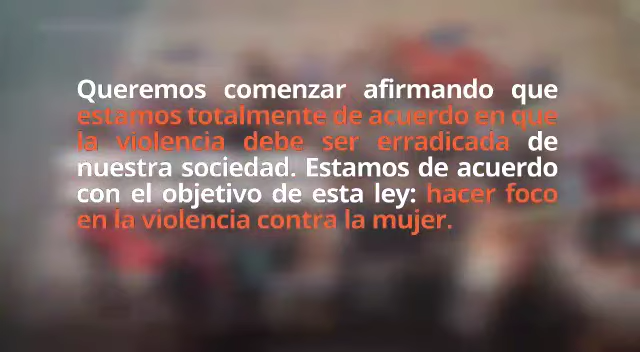 Queremos comenzar afirmando que
estamos totalmente de acuerdo en que
la violencia debe ser erradicada de
nuestra sociedad. Estamos de acuerdo
con el objetivo de esta ley: hacer foco
en la violencia contra la mujer.